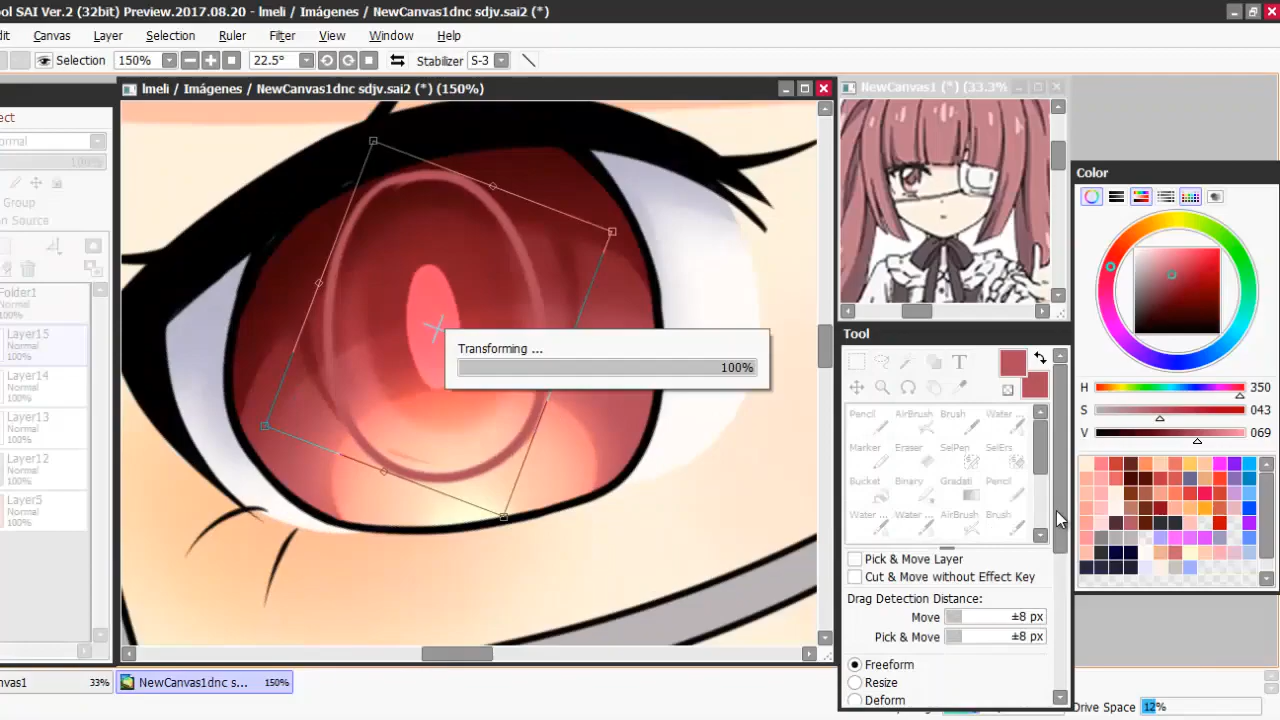 ool SAI Ver.2 (32bit) Preview.2017.08.20 - lmeli / Imágenes / NewCanvas1dnc sdjv.sai2 (*)
dit Canvas Layer Selection Ruler Filter View Window Help
Selection 150% 22.5° Stabilizer S-3
lmeli / Imágenes / NewCanvas1dnc sdjv.sai2 (*) (150%)
NewCanvas1 (*) (33.3%
ect
ormal
100%
Group
on Source
Folder1
Normal
100%
Layer15
Normal
100%
Layer14
Normal
100%
Layer13
Normal
100%
Layer12
Normal
100%
Layer5
Normal
100%
Transforming ...
100%
Color
H 350
S 043
V 069
Tool
T
Pencil AirBrush Brush Water ...
Marker Eraser SelPen SelErs
Bucket Binary Gradati Pencil
Water ... Water ... AirBrush Brush
Pick & Move Layer
Cut & Move without Effect Key
Drag Detection Distance:
Move ±8 px
Pick & Move ±8 px
Freeform
Resize
Deform
nvas1 33%
NewCanvas1dnc s... 150%
Drive Space 12%